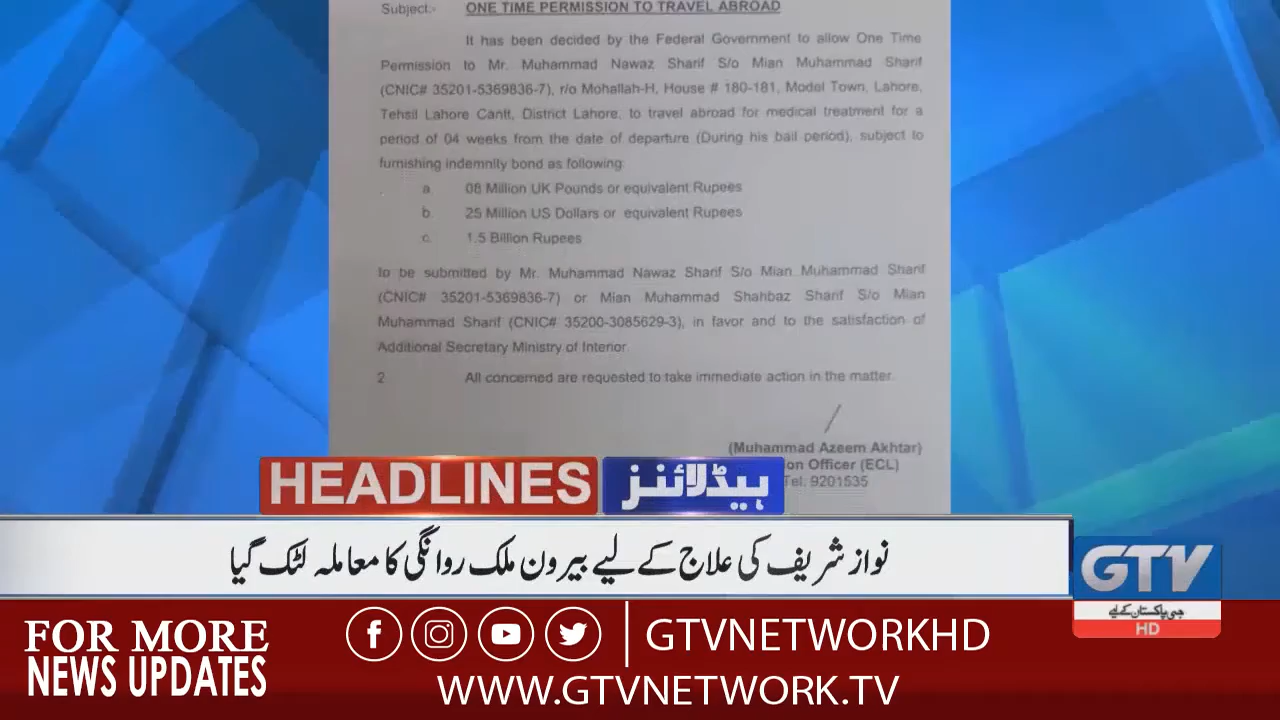 Subject:- ONE TIME PERMISSION TO TRAVEL ABROAD
It has been decided by the Federal Government to allow One Time
Permission to Mr. Muhammad Nawaz Sharif S/o Mian Muhammad Sharif
(CNIC# 35201-5369836-7), r/o Mohallah-H, House # 180-181, Model Town, Lahore,
Tehsil Lahore Cantt, District Lahore, to travel abroad for medical treatment for a
period of 04 weeks from the date of departure (During his bail period), subject to
furnishing indemnity bond as following:
a. 08 Million UK Pounds or equivalent Rupees
b. 25 Million US Dollars or equivalent Rupees
c. 1.5 Billion Rupees
to be submitted by Mr. Muhammad Nawaz Sharif S/o Mian Muhammad Sharif
(CNIC# 35201-5369836-7) or Mian Muhammad Shahbaz Sharif S/o Mian
Muhammad Sharif (CNIC# 35200-3085629-3), in favor and to the satisfaction of
Additional Secretary Ministry of Interior.
2 All concerned are requested to take immediate action in the matter.
(Muhammad Azeem Akhtar)
Officer (ECL)
Tel: 9201535
HEADLINES ہیڈلائنز
نواز شریف کی علاج کے لیے بیرون ملک روانگی کا معاملہ لٹک گیا
GTV
جی پاکستان کے لیے
HD
FOR MORE
NEWS UPDATES
GTVNETWORKHD
WWW.GTVNETWORK.TV